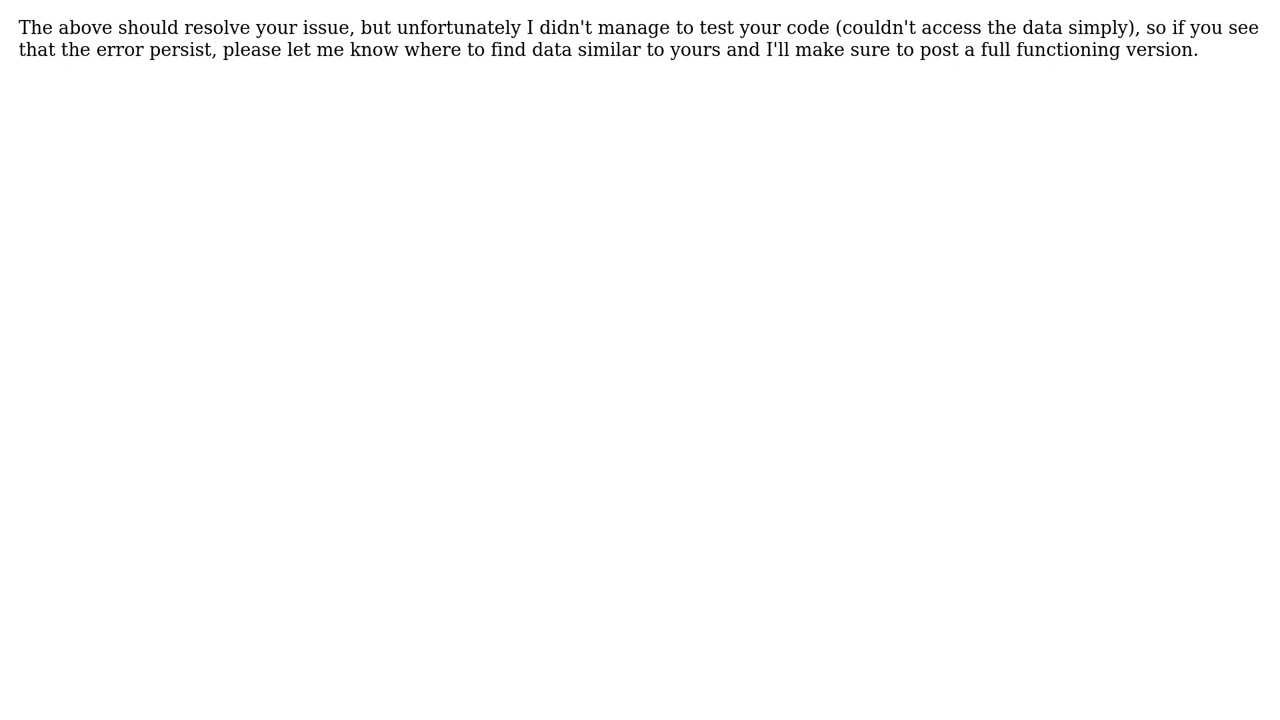 The above should resolve your issue, but unfortunately I didn't manage to test your code (couldn't access the data simply), so if you see
that the error persist, please let me know where to find data similar to yours and I'll make sure to post a full functioning version.